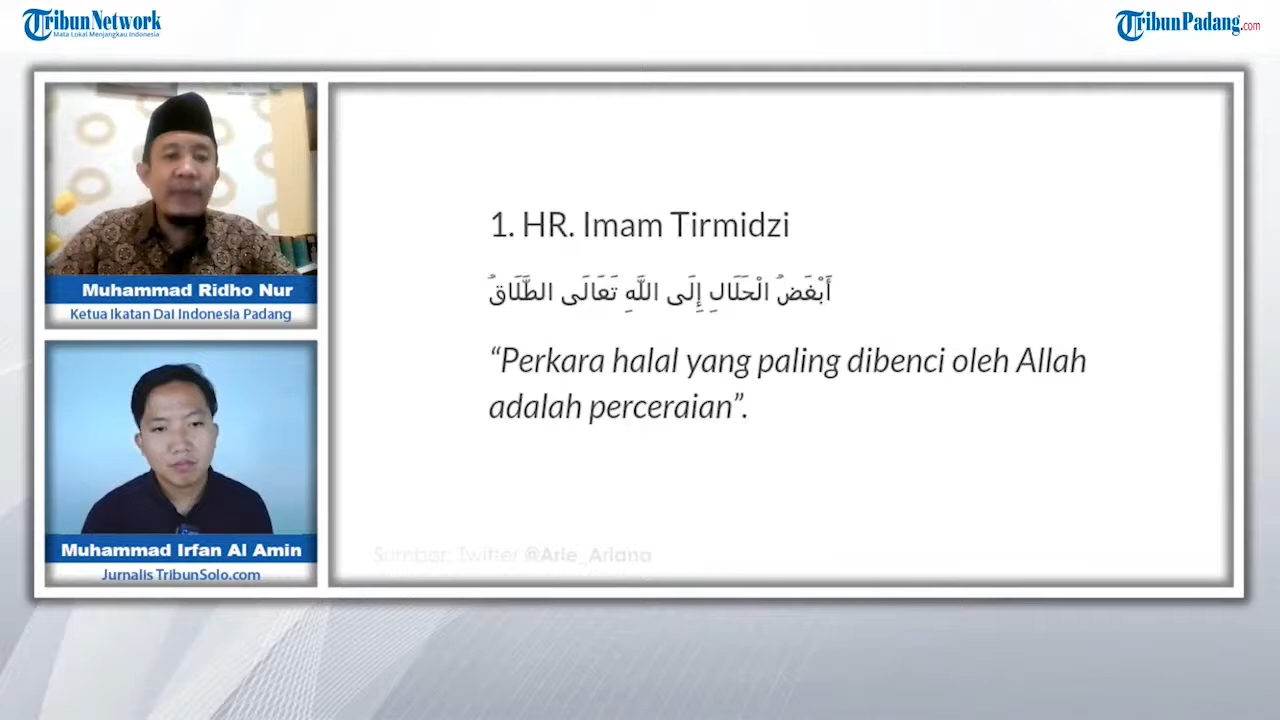 TribunNetwork
Mata Lokal Menjangkau Indonesia
TribunPadang.com
Muhammad Ridho Nur
Ketua Ikatan DaI Indonesia Padang
Muhammad Irfan Al Amin
Jurnalis TribunSolo.com
1. HR. Imam Tirmidzi
أَبْغَضُ الْحَلَالِ إِلَى اللَّهِ تَعَالَى الطَّلَاقُ
“Perkara halal yang paling dibenci oleh Allah
adalah perceraian”.
Sumber: Twitter @Arle_Ariana